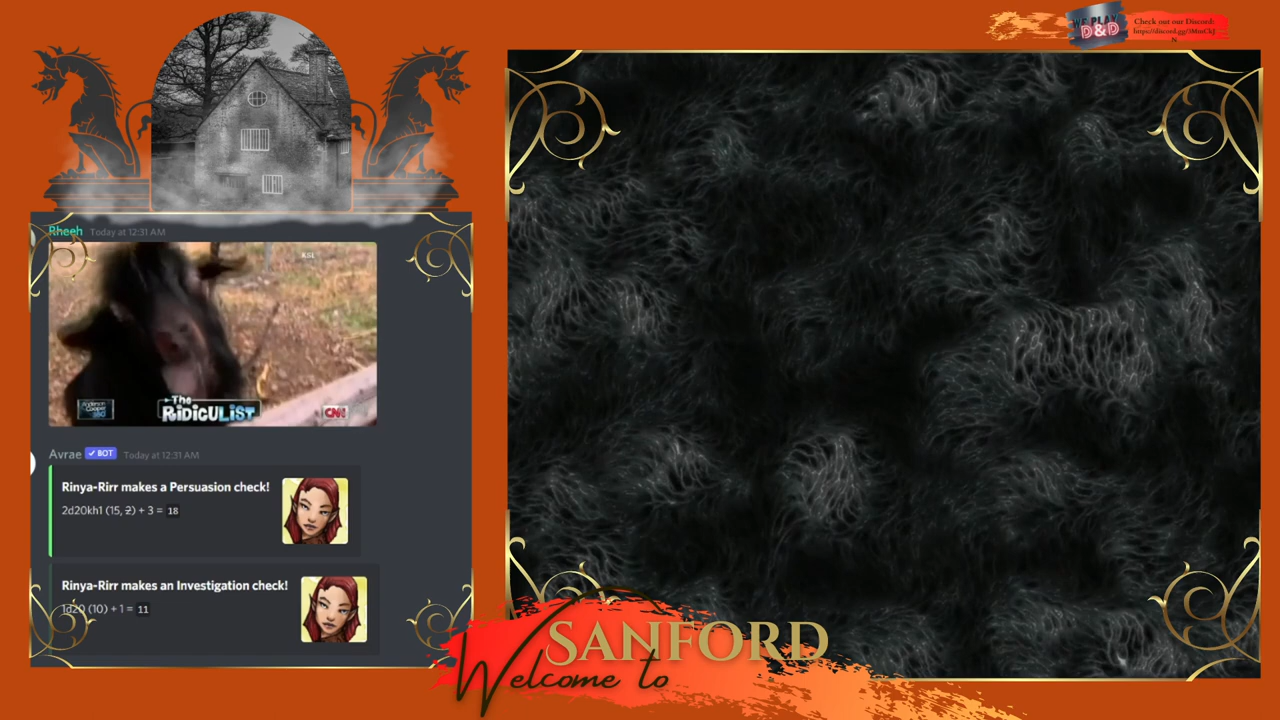 WE PLAY
D&D
Check out our Discord:
Rheeh Today at 12:31 AM
KSL
Anderson
Cooper
360°
The
RIDICULIST
CNN
Avrae BOT Today at 12:31 AM
Rinya-Rirr makes a Persuasion check!
2d20kh1 (15, 2) + 3 = 18
Rinya-Rirr makes an Investigation check!
1d20 (10) + 1 = 11
Welcome to
SANFORD